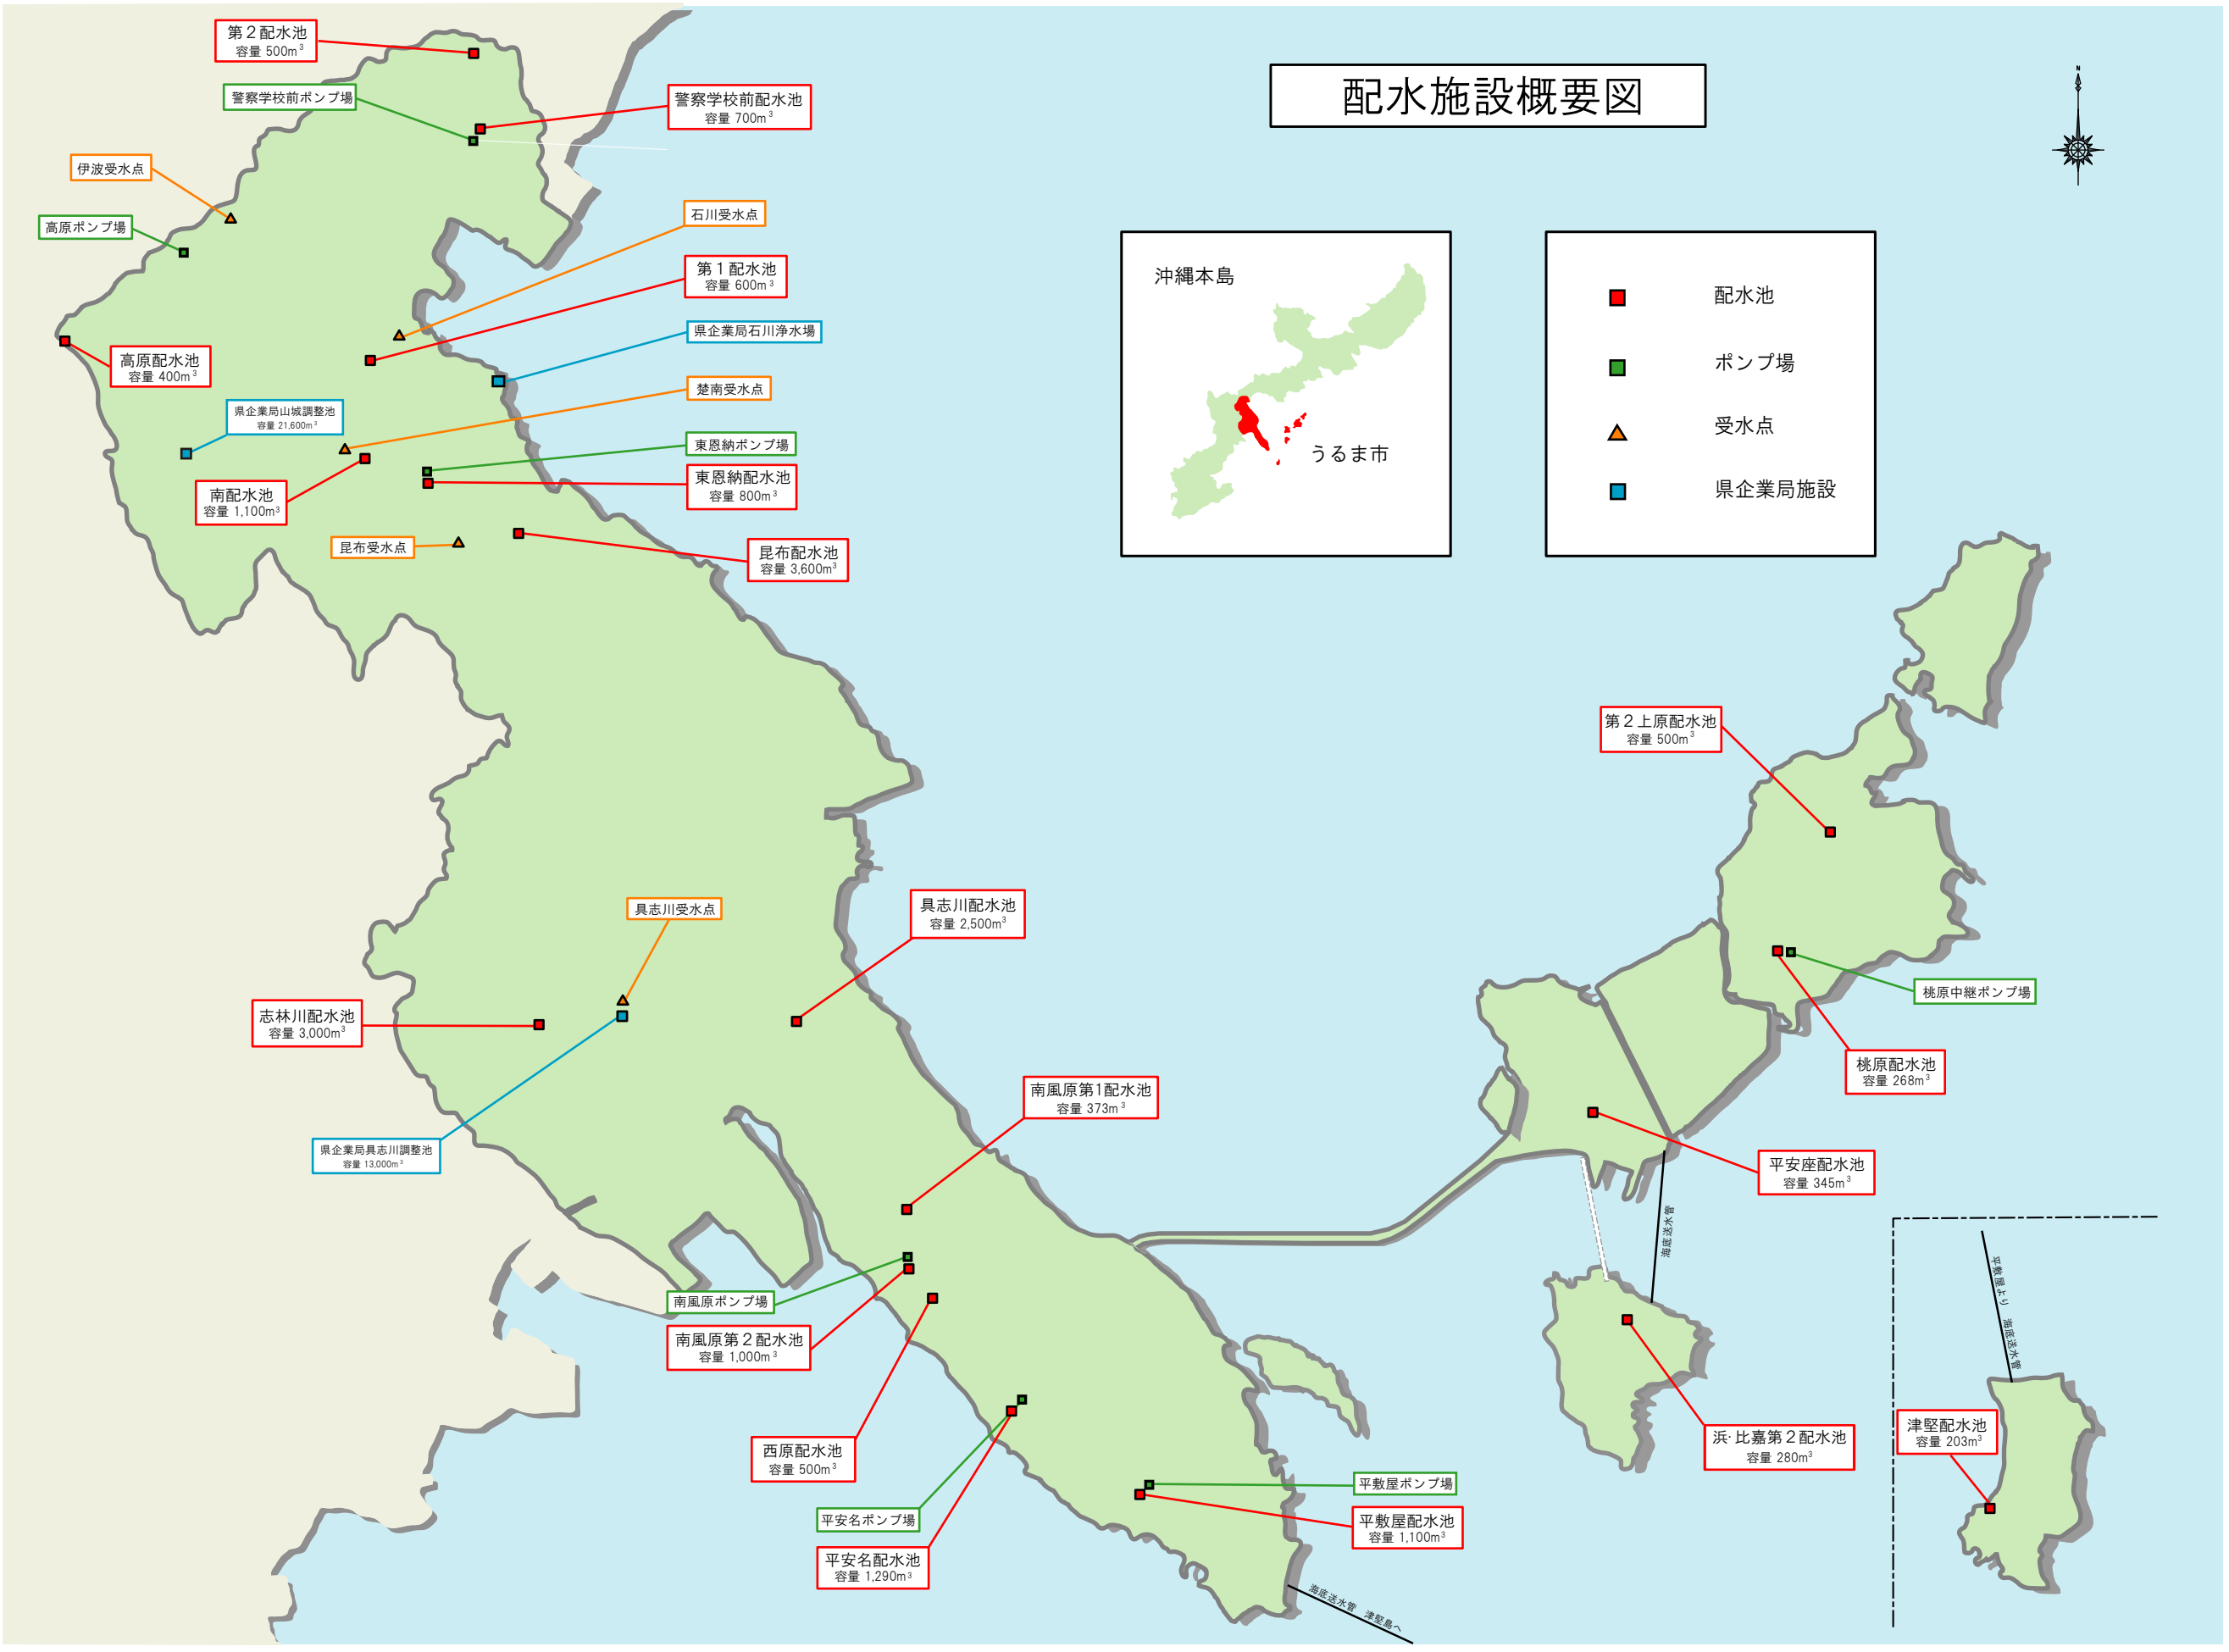 配水施設概要図
N
第２配水池
容量 500m³
警察学校前ポンプ場
警察学校前配水池
容量 700m³
伊波受水点
高原ポンプ場
石川受水点
第１配水池
容量 600m³
県企業局石川浄水場
高原配水池
容量 400m³
楚南受水点
県企業局山城調整池
容量 21,600m³
東恩納ポンプ場
東恩納配水池
容量 800m³
南配水池
容量 1,100m³
昆布受水点
昆布配水池
容量 3,600m³
沖縄本島
うるま市
配水池
ポンプ場
受水点
県企業局施設
第２上原配水池
容量 500m³
具志川受水点
具志川配水池
容量 2,500m³
志林川配水池
容量 3,000m³
県企業局具志川調整池
容量 13,000m³
南風原第1配水池
容量 373m³
桃原中継ポンプ場
桃原配水池
容量 268m³
平安座配水池
容量 345m³
海底送水管
南風原ポンプ場
南風原第２配水池
容量 1,000m³
西原配水池
容量 500m³
平安名ポンプ場
平安名配水池
容量 1,290m³
平敷屋ポンプ場
平敷屋配水池
容量 1,100m³
海底送水管　津堅島へ
浜･比嘉第２配水池
容量 280m³
平敷屋より　海底送水管
津堅配水池
容量 203m³